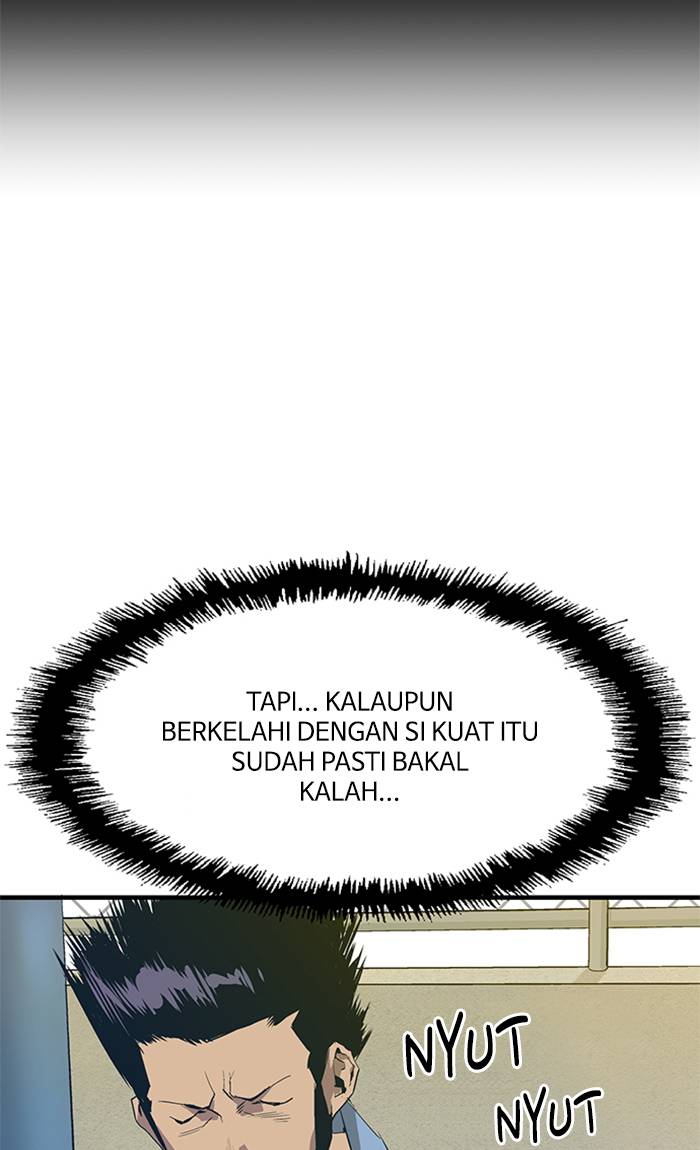 TAPI... KALAUPUN
BERKELAHI DENGAN SI KUAT ITU
SUDAH PASTI BAKAL
KALAH...
NYUT
NYUT